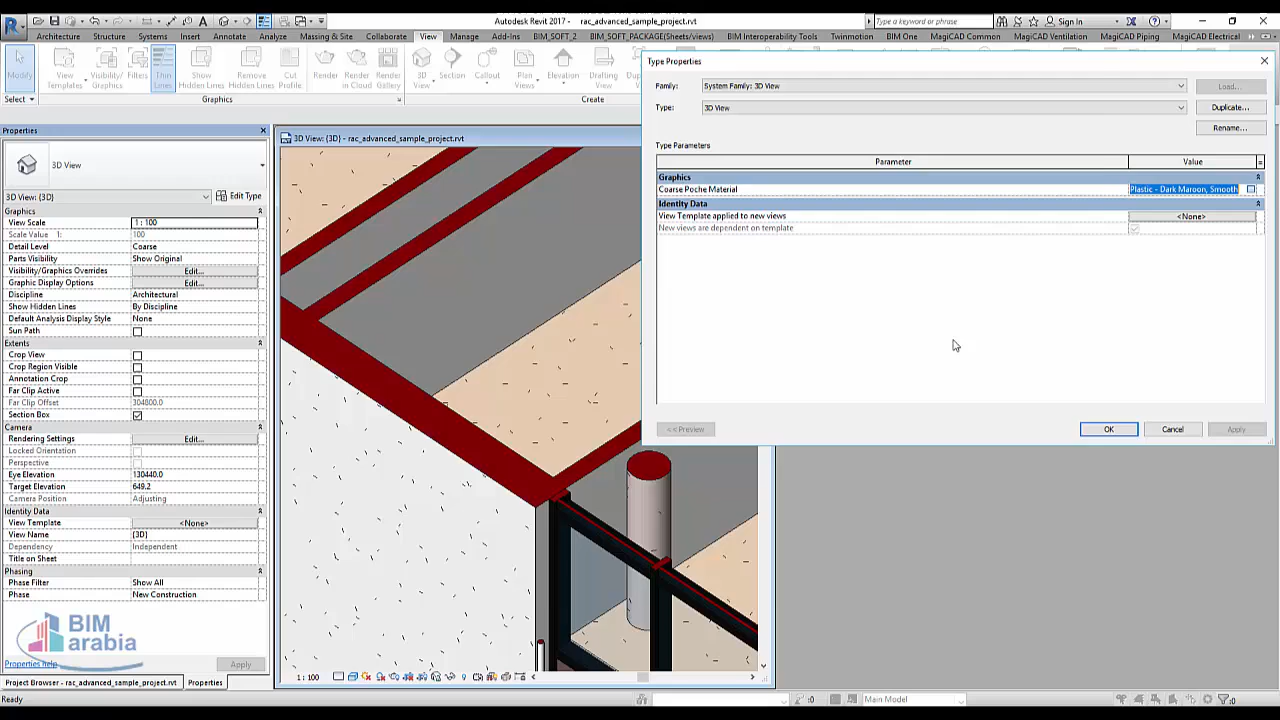 Autodesk Revit 2017 - rac_advanced_sample_project.rvt
Type a keyword or phrase
Sign In
Architecture Structure Systems Insert Annotate Analyze Massing & Site Collaborate View Manage Add-Ins BIM_SOFT_2 BIM_SOFT_PACKAGE(Sheets/views) BIM Interoperability Tools Twinmotion BIM One MagiCAD Common MagiCAD Ventilation MagiCAD Piping MagiCAD Electrical
Modify
View Templates
Visibility/ Graphics
Filters
Thin Lines
Show Hidden Lines
Remove Hidden Lines
Cut Profile
Render
Render in Cloud
Render Gallery
3D View
Section
Callout
Plan Views
Elevation
Drafting
Select
Graphics
Create
Type Properties
Family: System Family: 3D View Load...
Type: 3D View Duplicate...
Rename...
Type Parameters
Parameter Value
Graphics
Coarse Poche Material Plastic - Dark Maroon, Smooth
Identity Data
View Template applied to new views <None>
New views are dependent on template
<< Preview OK Cancel Apply
Properties
3D View
3D View: {3D} Edit Type
Graphics
View Scale 1 : 100
Scale Value 1: 100
Detail Level Coarse
Parts Visibility Show Original
Visibility/Graphics Overrides Edit...
Graphic Display Options Edit...
Discipline Architectural
Show Hidden Lines By Discipline
Default Analysis Display Style None
Sun Path
Extents
Crop View
Crop Region Visible
Annotation Crop
Far Clip Active
Far Clip Offset 304800.0
Section Box
Camera
Rendering Settings Edit...
Locked Orientation
Perspective
Eye Elevation 130440.0
Target Elevation 649.2
Camera Position Adjusting
Identity Data
View Template <None>
View Name {3D}
Dependency Independent
Title on Sheet
Phasing
Phase Filter Show All
Phase New Construction
BIM
arabia
Properties help Apply
Project Browser - rac_advanced_sample_project.rvt Properties
3D View: {3D} - rac_advanced_sample_project.rvt
1 : 100
Ready
:0
Main Model
:0